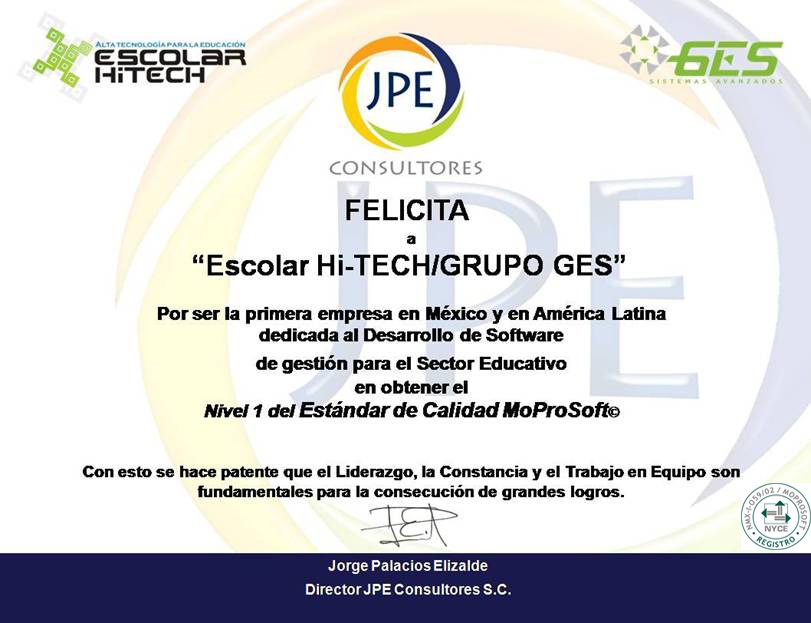 ALTA TECNOLOGÍA PARA LA EDUCACIÓN
ESCOLAR
HiTECH
JPE
CONSULTORES
GES
SISTEMAS AVANZADOS
FELICITA
a
“Escolar Hi-TECH/GRUPO GES”
Por ser la primera empresa en México y en América Latina
dedicada al Desarrollo de Software
de gestión para el Sector Educativo
en obtener el
Nivel 1 del Estándar de Calidad MoProSoft©
Con esto se hace patente que el Liderazgo, la Constancia y el Trabajo en Equipo son
fundamentales para la consecución de grandes logros.
NMX-I-059/02 / MOPROSOFT
NYCE
• REGISTRO •
Jorge Palacios Elizalde
Director JPE Consultores S.C.
JPE